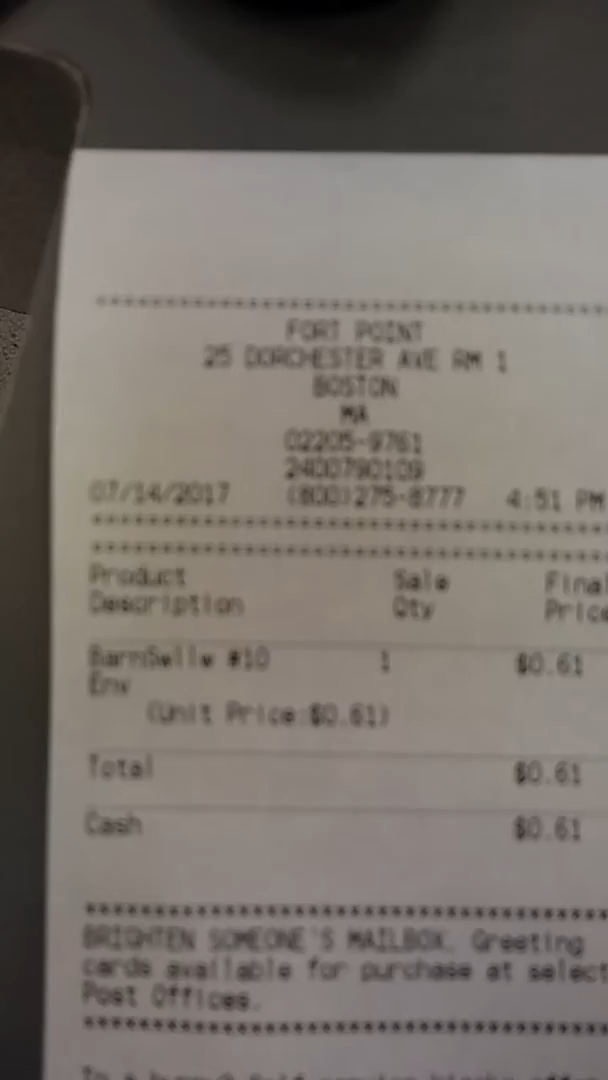 FORT POINT
25 DORCHESTER AVE RM 1
BOSTON
MA
02205-9761
2400790109
07/14/2017 (800)275-8777 4:51 PM
Product Sale Final
Description Qty Price
#10 1 $0.61
Env
(Unit Price:$0.61)
Total $0.61
Cash $0.61
BRIGHTEN SOMEONE'S MAILBOX. Greeting
cards available for purchase at select
Post Offices.